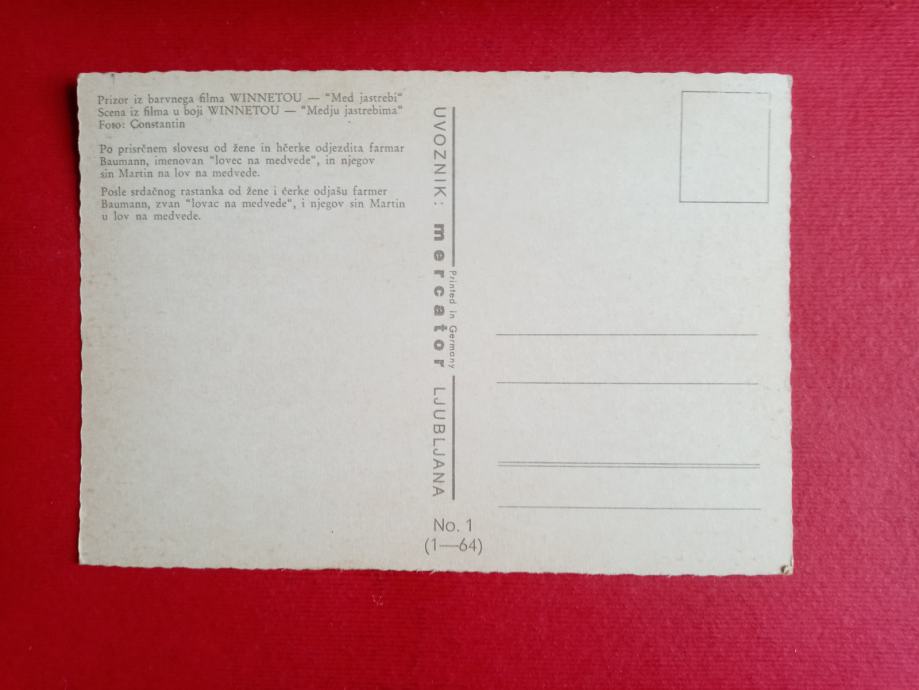 Prizor iz barvnega filma WINNETOU — "Med jastrebi"
Scena iz filma u boji WINNETOU — "Medju jastrebima"
Foto: Constantin
Po prisrčnem slovesu od žene in hčerke odjezdita farmar
Baumann, imenovan "lovec na medvede", in njegov
sin Martin na lov na medvede.
Posle srdačnog rastanka od žene i ćerke odjašu farmer
Baumann, zvan "lovac na medvede", i njegov sin Martin
u lov na medvede.
UVOZNIK: mercator LJUBLJANA
Printed in Germany
No. 1
(1—64)